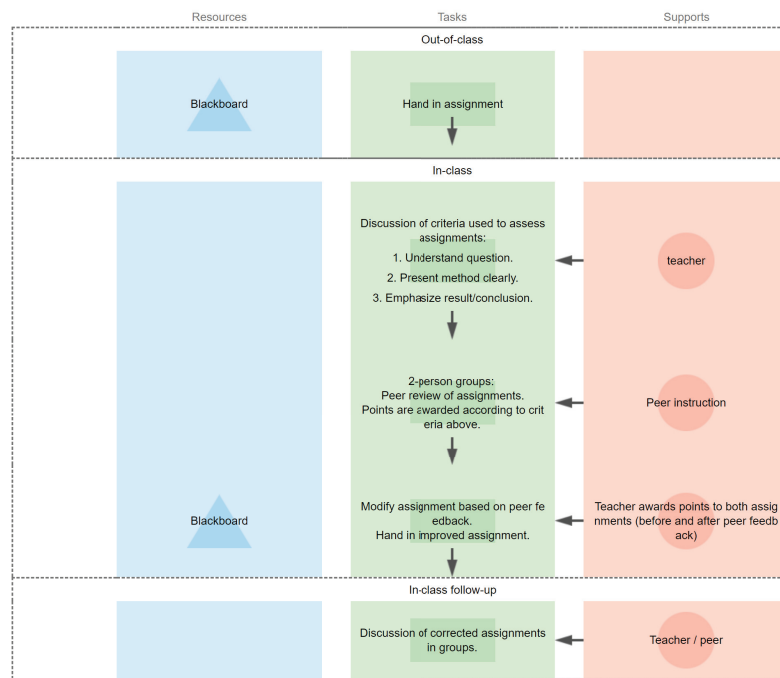 Resources Tasks Supports
Out-of-class
Blackboard
Hand in assignment
In-class
Discussion of criteria used to assess
assignments:
1. Understand question.
2. Present method clearly.
3. Emphasize result/conclusion.
teacher
2-person groups:
Peer review of assignments.
Points are awarded according to crit
eria above.
Peer instruction
Blackboard
Modify assignment based on peer fe
edback.
Hand in improved assignment.
Teacher awards points to both assig
nments (before and after peer feedb
ack)
In-class follow-up
Discussion of corrected assignments
in groups.
Teacher / peer